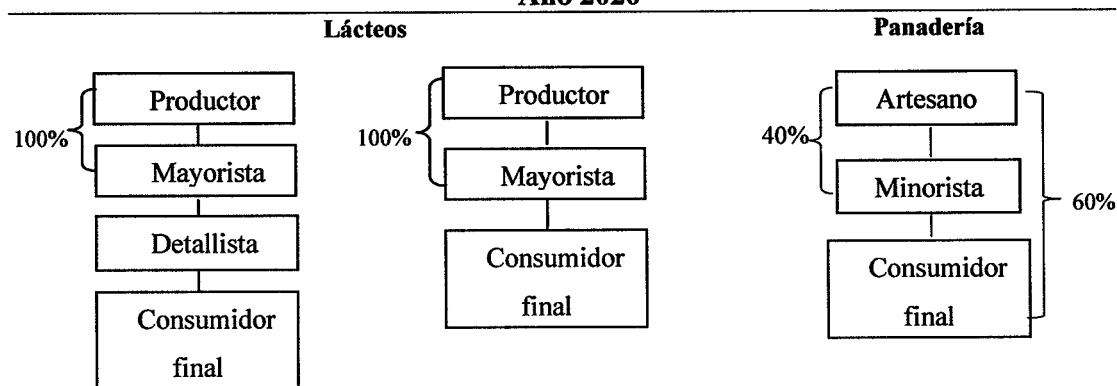 Lácteos
Panadería
100%
Productor
Mayorista
Detallista
Consumidor
final
100%
Productor
Mayorista
Consumidor
final
40%
Artesano
Minorista
Consumidor
final
60%